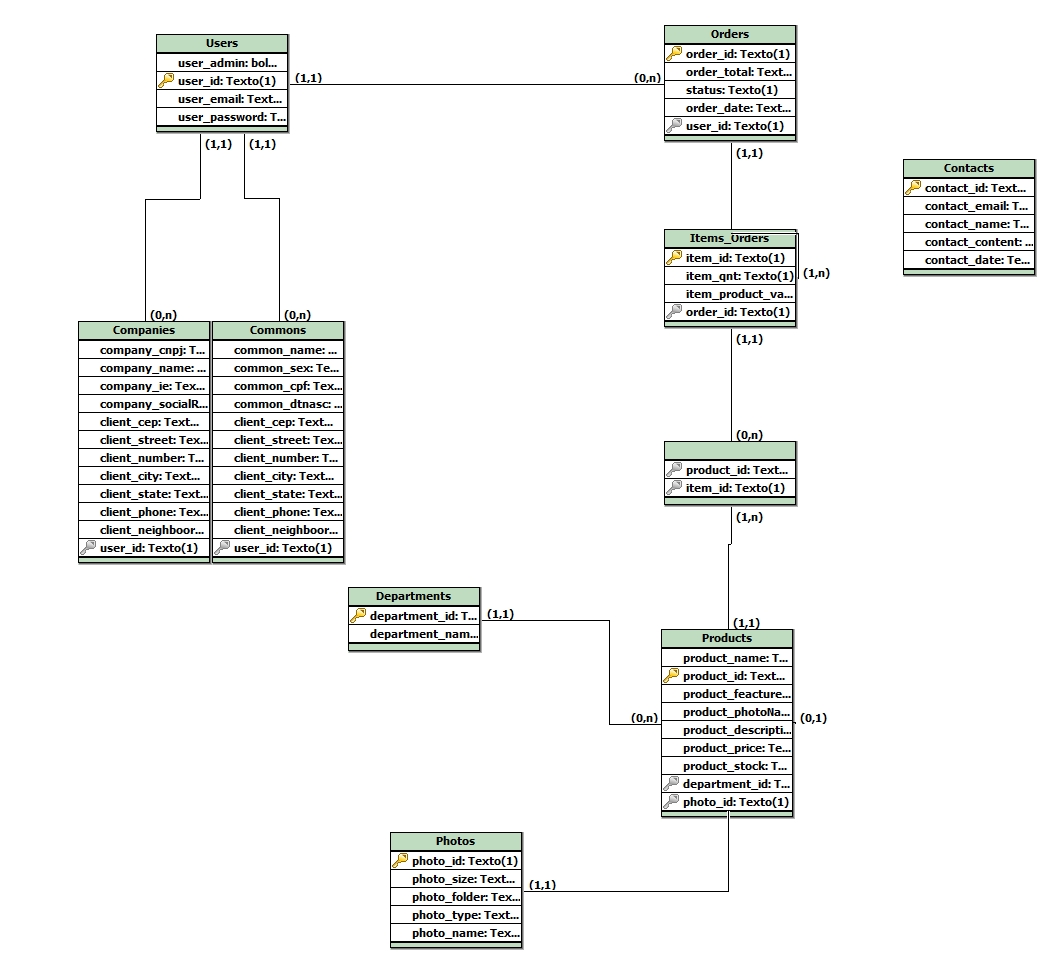 Users
user_admin: bol...
user_id: Texto(1)
user_email: Text...
user_password: T...
(1,1)
(0,n)
(1,1)
(1,1)
Orders
order_id: Texto(1)
order_total: Text...
status: Texto(1)
order_date: Text...
user_id: Texto(1)
(1,1)
Contacts
contact_id: Text...
contact_email: T...
contact_name: T...
contact_content: ...
contact_date: Te...
Items_Orders
item_id: Texto(1)
item_qnt: Texto(1)
item_product_va...
order_id: Texto(1)
(1,n)
(1,1)
(0,n)
(0,n)
Companies
company_cnpj: T...
company_name: ...
company_ie: Tex...
company_socialR...
client_cep: Text...
client_street: Tex...
client_number: T...
client_city: Text...
client_state: Text...
client_phone: Text...
client_neighboor...
user_id: Texto(1)
Commons
common_name: ...
common_sex: Te...
common_cpf: Tex...
common_dtnasc: ...
client_cep: Text...
client_street: Tex...
client_number: T...
client_city: Text...
client_state: Text...
client_phone: Text...
client_neighboor...
user_id: Texto(1)
(0,n)
product_id: Text...
item_id: Texto(1)
(1,n)
Departments
department_id: T...
department_nam...
(1,1)
(0,n)
(1,1)
Products
product_name: T...
product_id: Text...
product_feacture...
product_photoNa...
product_descripti...
product_price: Te...
product_stock: T...
department_id: T...
photo_id: Texto(1)
(0,1)
Photos
photo_id: Texto(1)
photo_size: Text...
photo_folder: Tex...
photo_type: Text...
photo_name: Tex...
(1,1)